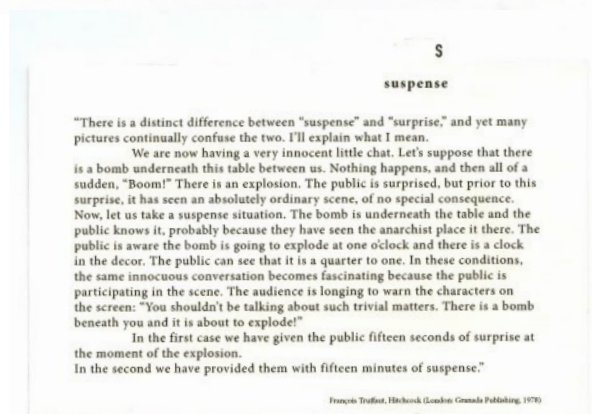 S
suspense
“There is a distinct difference between “suspense” and “surprise,” and yet many
pictures continually confuse the two. I’ll explain what I mean.
We are now having a very innocent little chat. Let’s suppose that there
is a bomb underneath this table between us. Nothing happens, and then all of a
sudden, “Boom!” There is an explosion. The public is surprised, but prior to this
surprise, it has seen an absolutely ordinary scene, of no special consequence.
Now, let us take a suspense situation. The bomb is underneath the table and the
public knows it, probably because they have seen the anarchist place it there. The
public is aware the bomb is going to explode at one o’clock and there is a clock
in the decor. The public can see that it is a quarter to one. In these conditions,
the same innocuous conversation becomes fascinating because the public is
participating in the scene. The audience is longing to warn the characters on
the screen: “You shouldn’t be talking about such trivial matters. There is a bomb
beneath you and it is about to explode!”
In the first case we have given the public fifteen seconds of surprise at
the moment of the explosion.
In the second we have provided them with fifteen minutes of suspense.”
François Truffaut, Hitchcock (London: Granada Publishing, 1978)